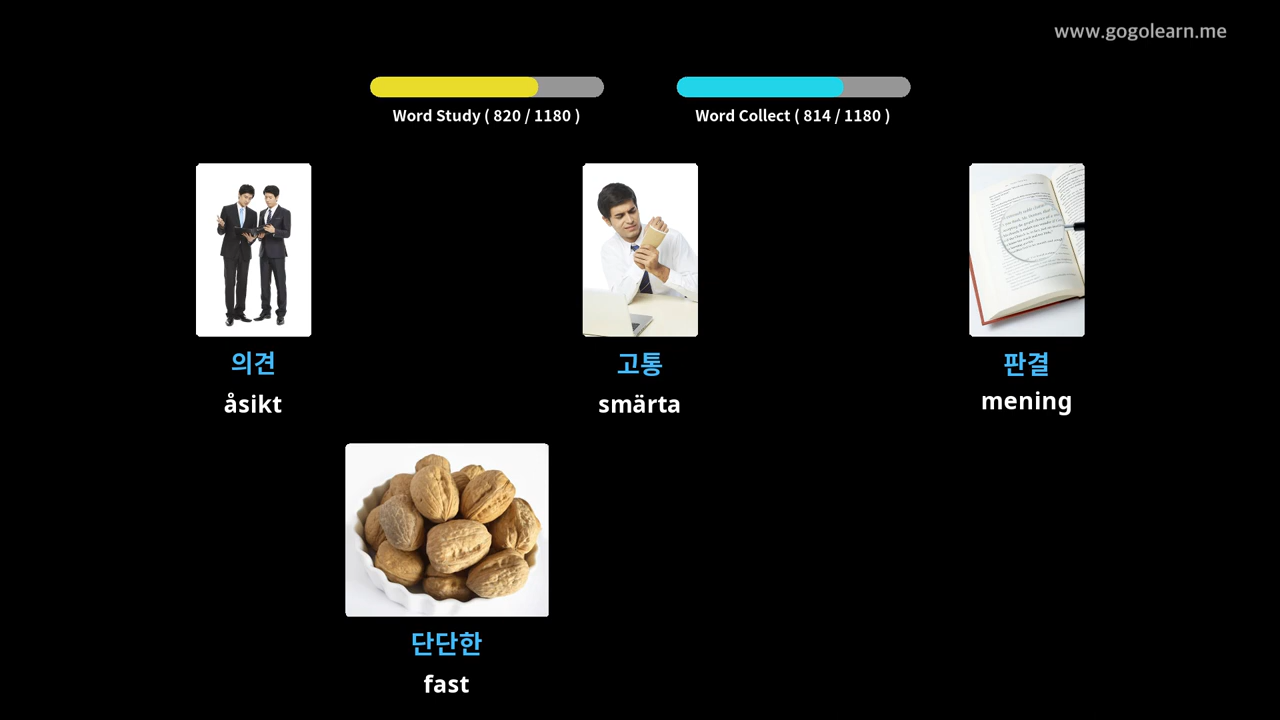 www.gogolearn.me
Word Study ( 820 / 1180 )
Word Collect ( 814 / 1180 )
의견
åsikt
고통
smärta
판결
mening
단단한
fast